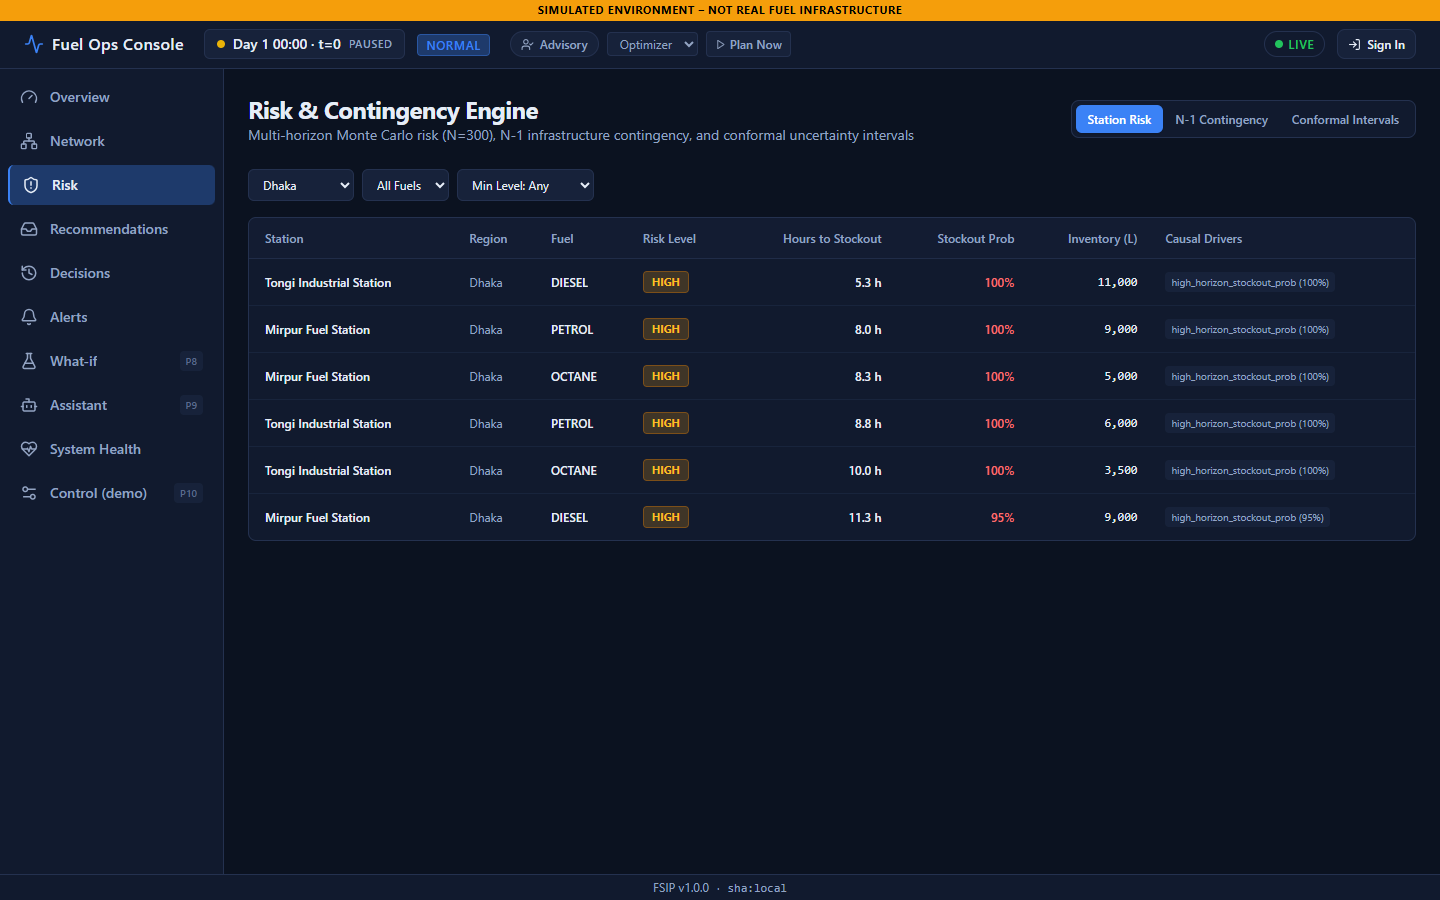 SIMULATED ENVIRONMENT – NOT REAL FUEL INFRASTRUCTURE
Fuel Ops Console
Day 1 00:00 · t=0 PAUSED
NORMAL
Advisory
Optimizer
Plan Now
LIVE
Sign In
Overview
Network
Risk
Recommendations
Decisions
Alerts
What-if P8
Assistant P9
System Health
Control (demo) P10
Risk & Contingency Engine
Multi-horizon Monte Carlo risk (N=300), N-1 infrastructure contingency, and conformal uncertainty intervals
Station Risk N-1 Contingency Conformal Intervals
Dhaka All Fuels Min Level: Any
Station Region Fuel Risk Level Hours to Stockout Stockout Prob Inventory (L) Causal Drivers
Tongi Industrial Station Dhaka DIESEL HIGH 5.3 h 100% 11,000 high_horizon_stockout_prob (100%)
Mirpur Fuel Station Dhaka PETROL HIGH 8.0 h 100% 9,000 high_horizon_stockout_prob (100%)
Mirpur Fuel Station Dhaka OCTANE HIGH 8.3 h 100% 5,000 high_horizon_stockout_prob (100%)
Tongi Industrial Station Dhaka PETROL HIGH 8.8 h 100% 6,000 high_horizon_stockout_prob (100%)
Tongi Industrial Station Dhaka OCTANE HIGH 10.0 h 100% 3,500 high_horizon_stockout_prob (100%)
Mirpur Fuel Station Dhaka DIESEL HIGH 11.3 h 95% 9,000 high_horizon_stockout_prob (95%)
FSIP v1.0.0 · sha:local